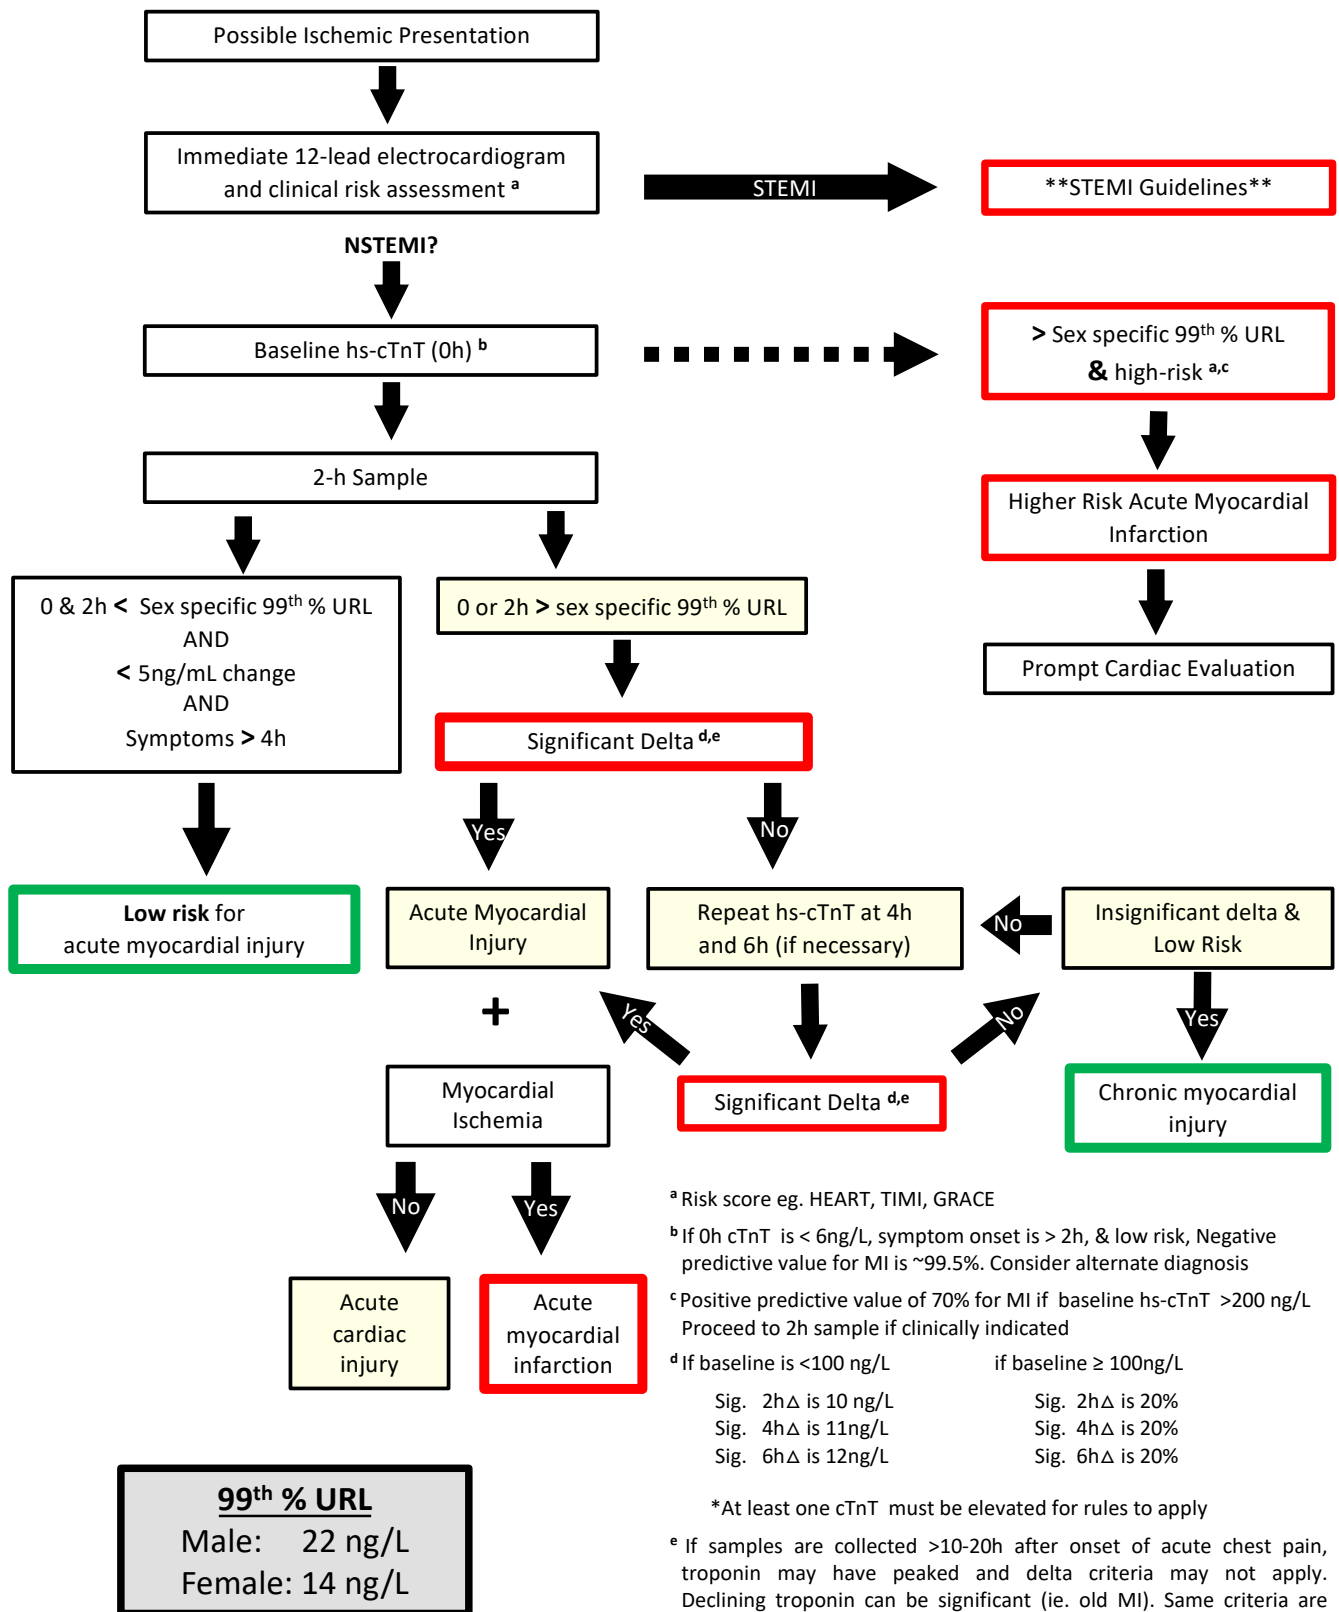 Possible Ischemic Presentation
Immediate 12-lead electrocardiogram
and clinical risk assessment a
STEMI
**STEMI Guidelines**
NSTEMI?
Baseline hs-cTnT (0h) b
> Sex specific 99th % URL
& high-risk a,c
2-h Sample
Higher Risk Acute Myocardial
Infarction
0 & 2h < Sex specific 99th % URL
AND
< 5ng/mL change
AND
Symptoms > 4h
0 or 2h > sex specific 99th % URL
Prompt Cardiac Evaluation
Significant Delta d,e
Yes
No
Low risk for
acute myocardial injury
Acute Myocardial
Injury
Repeat hs-cTnT at 4h
and 6h (if necessary)
No
Insignificant delta &
Low Risk
+
Yes
No
Yes
Myocardial
Ischemia
Significant Delta d,e
Chronic myocardial
injury
No
Yes
Acute
cardiac
injury
Acute
myocardial
infarction
a Risk score eg. HEART, TIMI, GRACE
b If 0h cTnT is < 6ng/L, symptom onset is > 2h, & low risk, Negative
predictive value for MI is ~99.5%. Consider alternate diagnosis
c Positive predictive value of 70% for MI if baseline hs-cTnT >200 ng/L
Proceed to 2h sample if clinically indicated
d If baseline is <100 ng/L if baseline ≥ 100ng/L
Sig. 2h△ is 10 ng/L Sig. 2h△ is 20%
Sig. 4h△ is 11ng/L Sig. 4h△ is 20%
Sig. 6h△ is 12ng/L Sig. 6h△ is 20%
*At least one cTnT must be elevated for rules to apply
e If samples are collected >10-20h after onset of acute chest pain,
troponin may have peaked and delta criteria may not apply.
Declining troponin can be significant (ie. old MI). Same criteria are
99th % URL
Male: 22 ng/L
Female: 14 ng/L